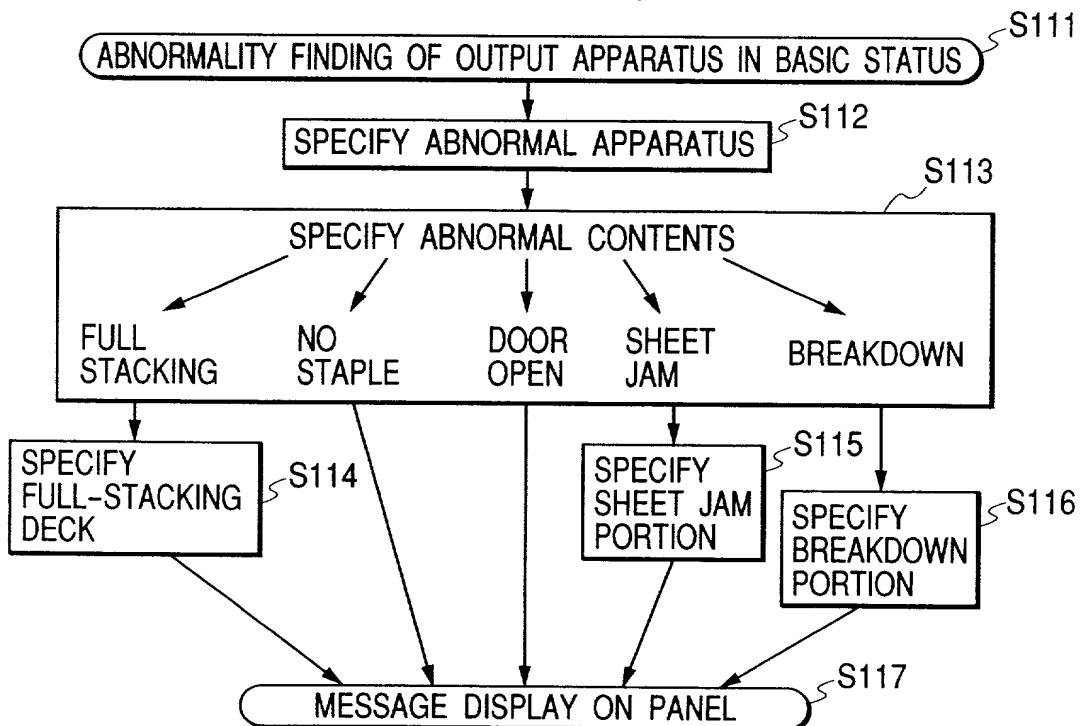 S111
ABNORMALITY FINDING OF OUTPUT APPARATUS IN BASIC STATUS
S112
SPECIFY ABNORMAL APPARATUS
S113
SPECIFY ABNORMAL CONTENTS
FULL
STACKING
NO
STAPLE
DOOR
OPEN
SHEET
JAM
BREAKDOWN
SPECIFY
FULL-STACKING
DECK
S114
SPECIFY
SHEET JAM
PORTION
S115
SPECIFY
BREAKDOWN
PORTION
S116
S117
MESSAGE DISPLAY ON PANEL